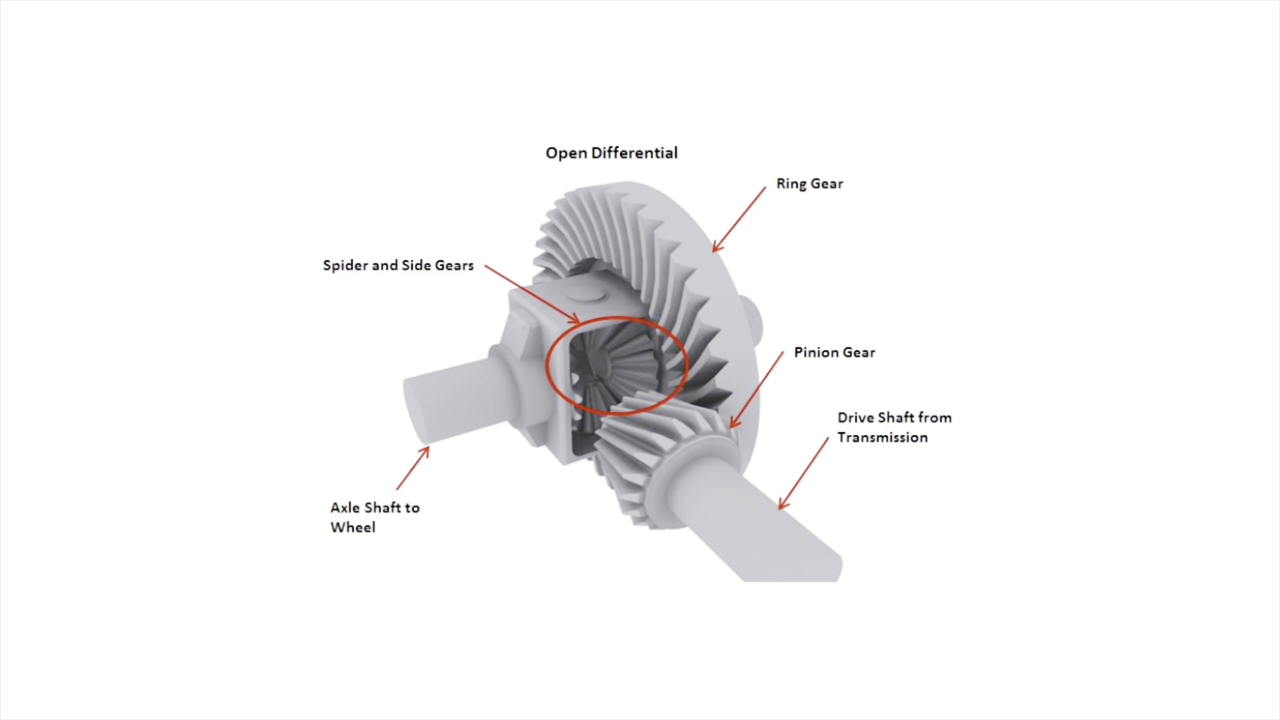 Open Differential
Ring Gear
Spider and Side Gears
Pinion Gear
Drive Shaft from
Transmission
Axle Shaft to
Wheel